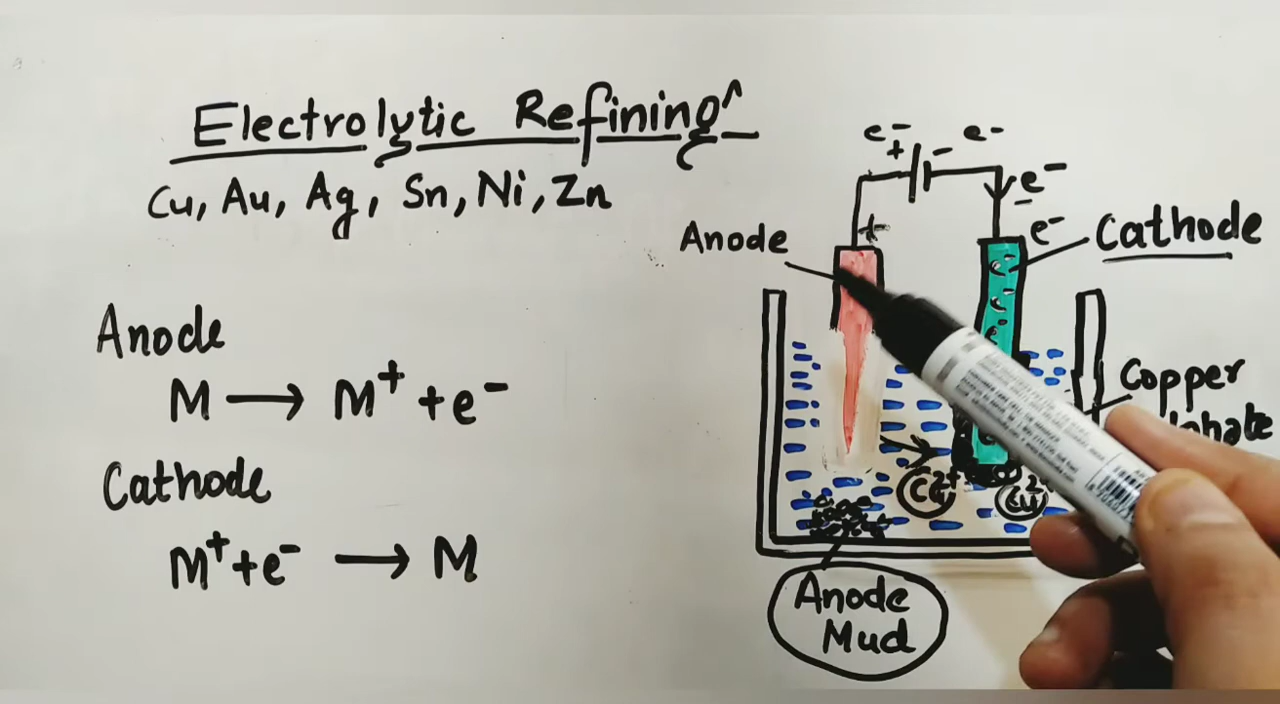 Electrolytic Refining
Cu, Au, Ag, Sn, Ni, Zn
Anode
M → M⁺ + e⁻
Cathode
M⁺ + e⁻ → M
e⁻
+
-
e-
e⁻
-
+
e⁻
Anode
Cathode
Copper
Cu²⁺
Anode
Mud